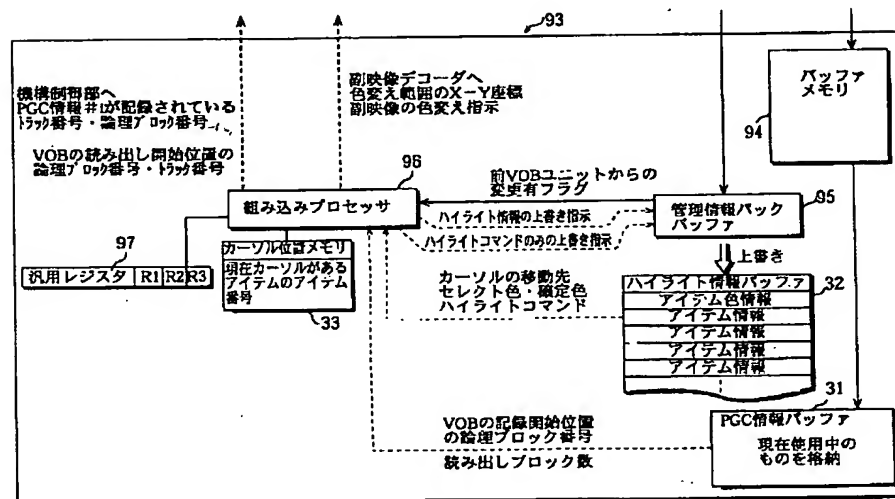 93
機構制御部へ
PGC情報#1が記録されている
トラック番号・論理ブロック番号
VOBの読み出し開始位置の
論理ブロック番号・トラック番号
副映像デコーダへ
色変え範囲のX-Y座標
副映像の色変え指示
バッファ
メモリ
94
96
組み込みプロセッサ
前VOBユニットからの
変更有フラグ
ハイライト情報の上書き指示
ハイライトコマンドのみの上書き指示
管理情報パック
バッファ
95
上書き
97
汎用レジスタ R1 R2 R3
カーソル位置メモリ
現在カーソルがある
アイテムのアイテム
番号
33
カーソルの移動先
セレクト色・確定色
ハイライトコマンド
ハイライト情報バッファ
32
アイテム色情報
アイテム情報
アイテム情報
アイテム情報
アイテム情報
31
PGC情報バッファ
現在使用中の
ものを格納
VOBの記録開始位置
の論理ブロック番号
読み出しブロック数